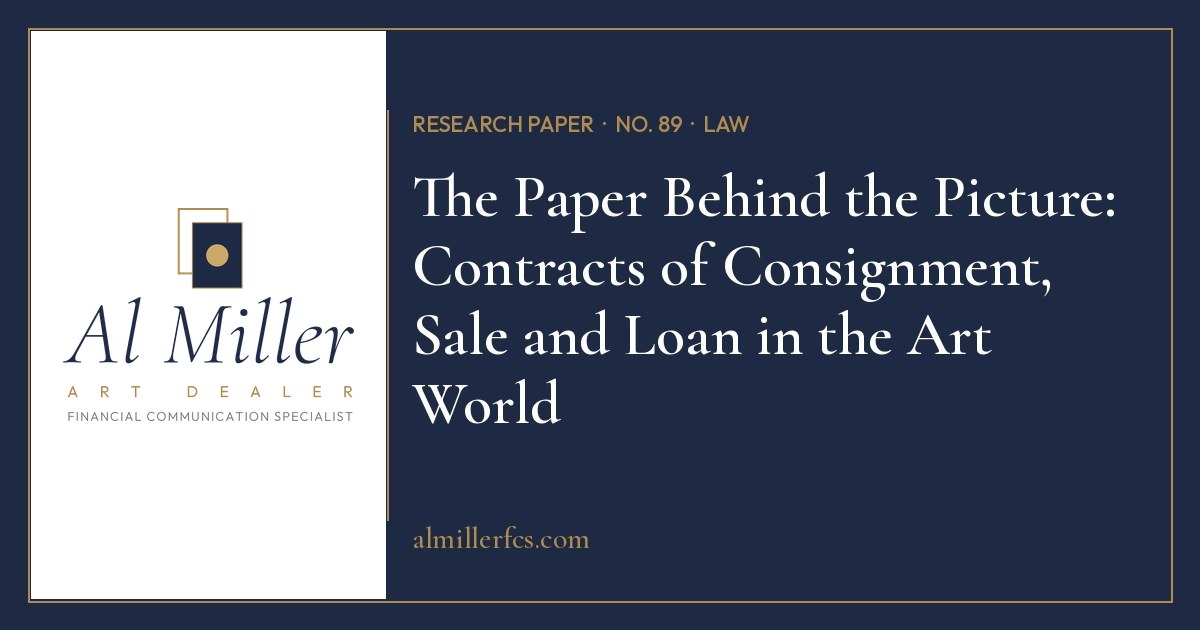 Al Miller
ART DEALER
FINANCIAL COMMUNICATION SPECIALIST
RESEARCH PAPER · NO. 89 · LAW
The Paper Behind the Picture:
Contracts of Consignment,
Sale and Loan in the Art
World
almillerfcs.com